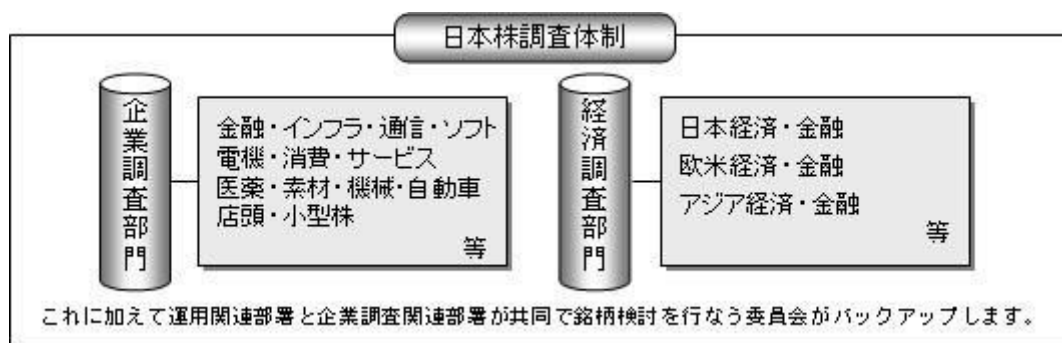 日本株調査体制
企業調査部門
金融・インフラ・通信・ソフト
電機・消費・サービス
医薬・素材・機械・自動車
店頭・小型株
等
経済調査部門
日本経済・金融
欧米経済・金融
アジア経済・金融
等
これに加えて運用関連部署と企業調査関連部署が共同で銘柄検討を行なう委員会がバックアップします。